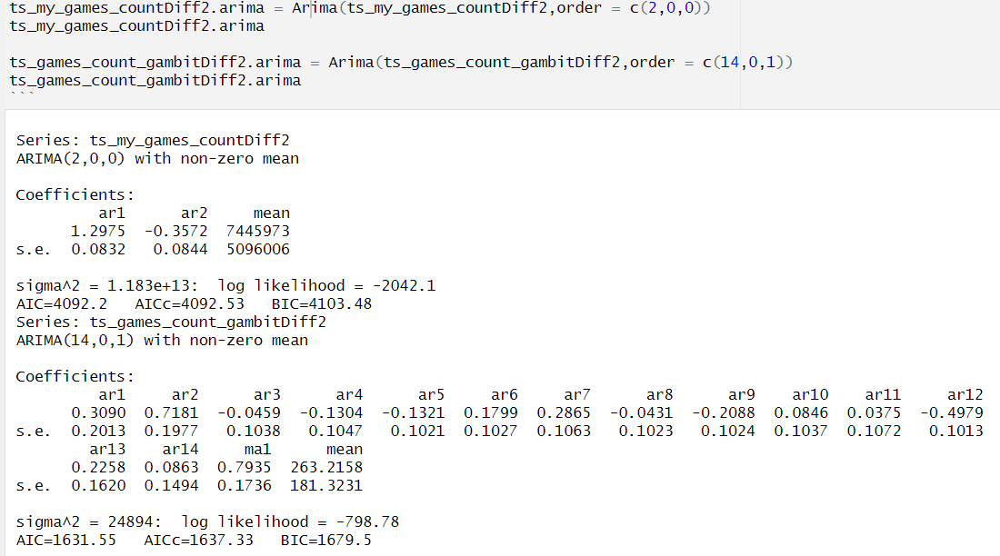 ts_my_games_countDiff2.arima = Arima(ts_my_games_countDiff2,order = c(2,0,0))
ts_my_games_countDiff2.arima
ts_games_count_gambitDiff2.arima = Arima(ts_games_count_gambitDiff2,order = c(14,0,1))
ts_games_count_gambitDiff2.arima
```
Series: ts_my_games_countDiff2
ARIMA(2,0,0) with non-zero mean
Coefficients:
ar1 ar2 mean
1.2975 -0.3572 7445973
s.e. 0.0832 0.0844 5096006
sigma^2 = 1.183e+13: log likelihood = -2042.1
AIC=4092.2 AICc=4092.53 BIC=4103.48
Series: ts_games_count_gambitDiff2
ARIMA(14,0,1) with non-zero mean
Coefficients:
ar1 ar2 ar3 ar4 ar5 ar6 ar7 ar8 ar9 ar10 ar11 ar12
0.3090 0.7181 -0.0459 -0.1304 -0.1321 0.1799 0.2865 -0.0431 -0.2088 0.0846 0.0375 -0.4979
s.e. 0.2013 0.1977 0.1038 0.1047 0.1021 0.1027 0.1063 0.1023 0.1024 0.1037 0.1072 0.1013
ar13 ar14 ma1 mean
0.2258 0.0863 0.7935 263.2158
s.e. 0.1620 0.1494 0.1736 181.3231
sigma^2 = 24894: log likelihood = -798.78
AIC=1631.55 AICc=1637.33 BIC=1679.5